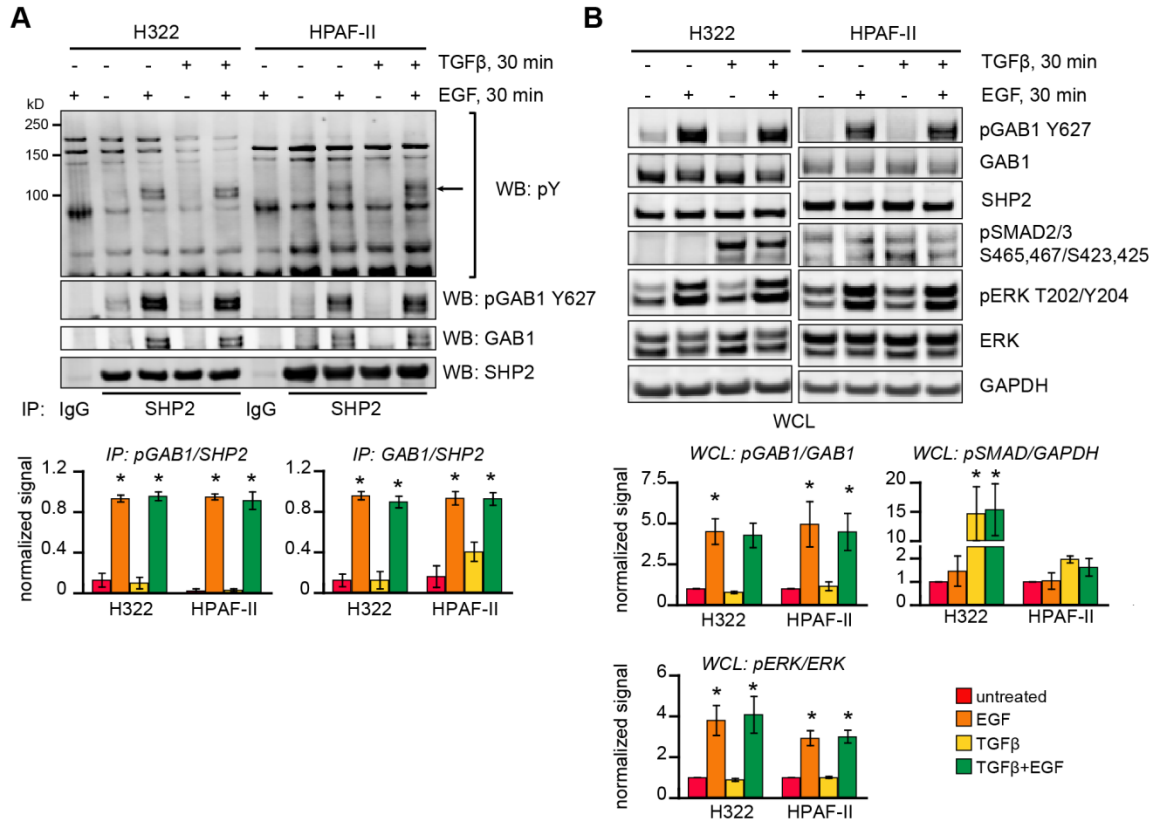 A
H322 HPAF-II
- - - + + - - - + + TGFβ, 30 min
+ - + - + + - + - + EGF, 30 min
kD
250
150
100
WB: pY
WB: pGAB1 Y627
WB: GAB1
WB: SHP2
IP: IgG SHP2 IgG SHP2
IP: pGAB1/SHP2
normalized signal
1.2
0.8
0.4
0
* * * *
H322 HPAF-II
IP: GAB1/SHP2
1.2
0.8
0.4
0
* * * *
H322 HPAF-II
B
H322 HPAF-II
- - + + - - + + TGFβ, 30 min
- + - + - + - + EGF, 30 min
pGAB1 Y627
GAB1
SHP2
pSMAD2/3
S465,467/S423,425
pERK T202/Y204
ERK
GAPDH
WCL
WCL: pGAB1/GAB1
normalized signal
7.5
5.0
2.5
0
* * *
H322 HPAF-II
WCL: pSMAD/GAPDH
20
15
10
2
1
0
* *
H322 HPAF-II
WCL: pERK/ERK
normalized signal
6
4
2
0
* * * *
H322 HPAF-II
untreated
EGF
TGFβ
TGFβ+EGF